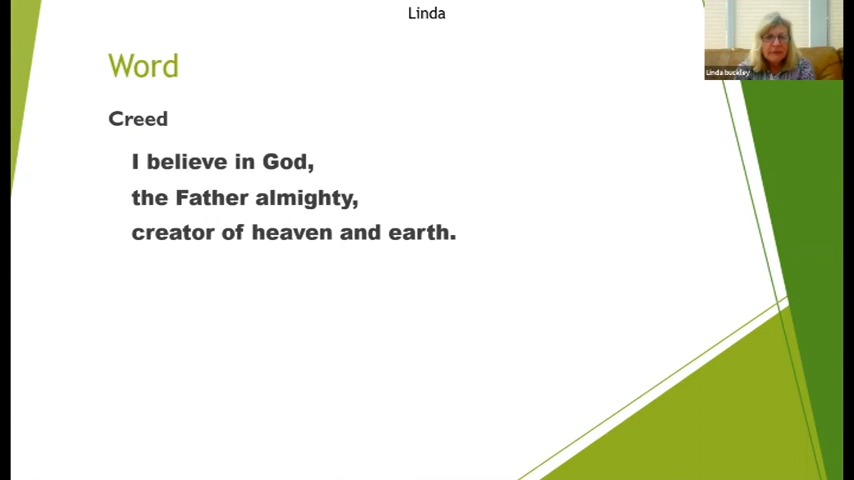 Linda
Linda buckley
Word
Creed
I believe in God,
the Father almighty,
creator of heaven and earth.